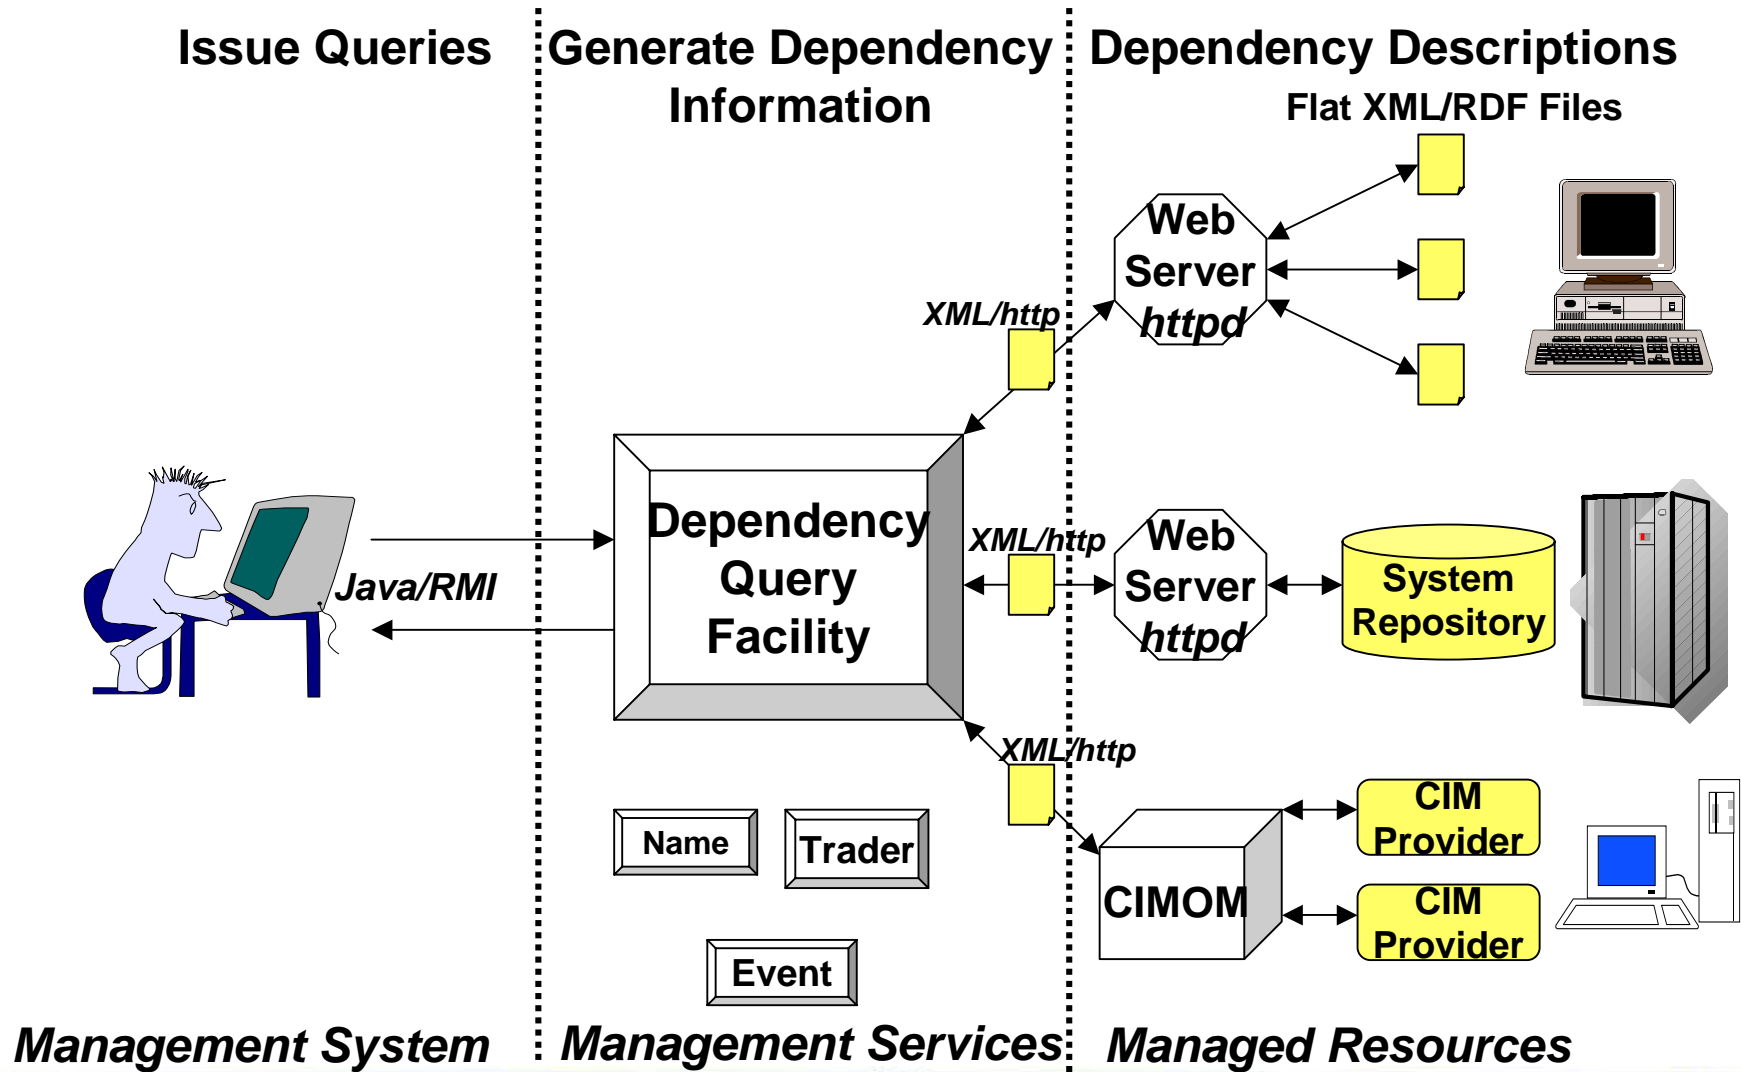 Issue Queries
Generate Dependency
Information
Dependency Descriptions
Flat XML/RDF Files
Web
Server
httpd
XML/http
Dependency
Query
Facility
Java/RMI
XML/http
Web
Server
httpd
System
Repository
XML/http
CIMOM
CIM
Provider
CIM
Provider
Name
Trader
Event
Management System
Management Services
Managed Resources